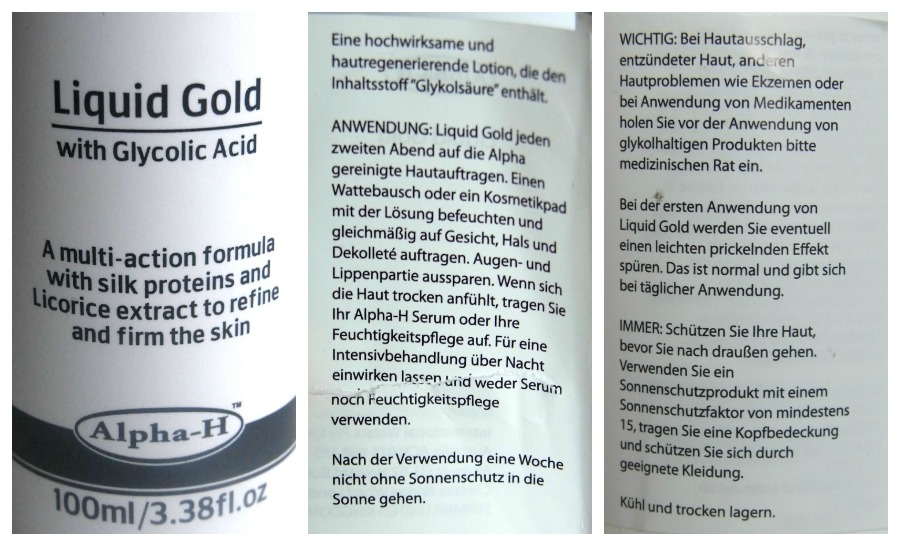 Liquid Gold
with Glycolic Acid
A multi-action formula
with silk proteins and
Licorice extract to refine
and firm the skin
Alpha-H™
100ml/3.38fl.oz
Eine hochwirksame und
hautregenerierende Lotion, die den
Inhaltsstoff "Glykolsäure" enthält.
ANWENDUNG: Liquid Gold jeden
zweiten Abend auf die Alpha
gereinigte Hautauftragen. Einen
Wattebausch oder ein Kosmetikpad
mit der Lösung befeuchten und
gleichmäßig auf Gesicht, Hals und
Dekolleté auftragen. Augen- und
Lippenpartie aussparen. Wenn sich
die Haut trocken anfühlt, tragen Sie
Ihr Alpha-H Serum oder Ihre
Feuchtigkeitspflege auf. Für eine
Intensivbehandlung über Nacht
einwirken lassen und weder Serum
noch Feuchtigkeitspflege
verwenden.
Nach der Verwendung eine Woche
nicht ohne Sonnenschutz in die
Sonne gehen.
WICHTIG: Bei Hautausschlag,
entzündeter Haut, anderen
Hautproblemen wie Ekzemen oder
bei Anwendung von Medikamenten
holen Sie vor der Anwendung von
glykolhaltigen Produkten bitte
medizinischen Rat ein.
Bei der ersten Anwendung von
Liquid Gold werden Sie eventuell
einen leichten prickelnden Effekt
spüren. Das ist normal und gibt sich
bei täglicher Anwendung.
IMMER: Schützen Sie Ihre Haut,
bevor Sie nach draußen gehen.
Verwenden Sie ein
Sonnenschutzprodukt mit einem
Sonnenschutzfaktor von mindestens
15, tragen Sie eine Kopfbedeckung
und schützen Sie sich durch
geeignete Kleidung.
Kühl und trocken lagern.